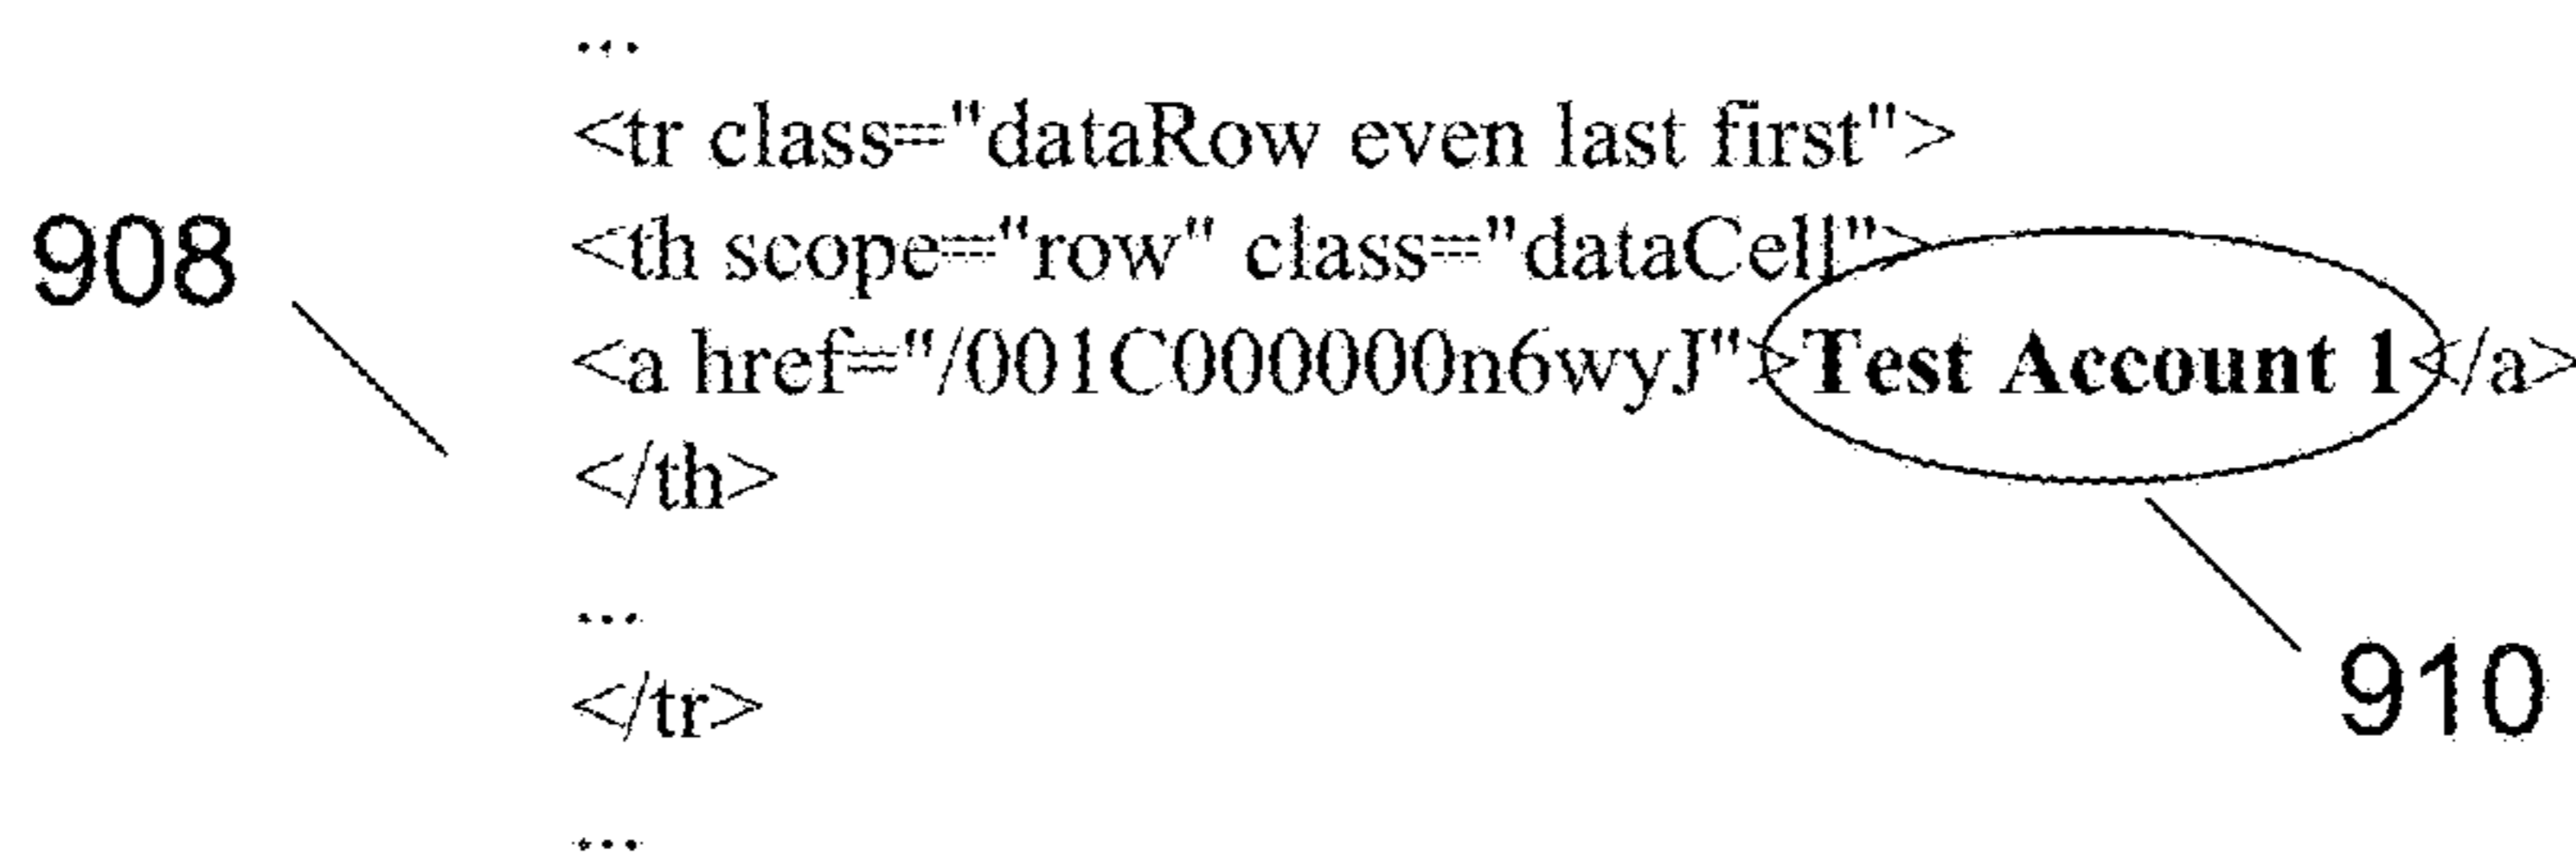 ...
<tr class="dataRow even last first">
908
<th scope="row" class="dataCell">
<a href="/001C000000n6wyJ">Test Account 1</a>
</th>
...
</tr>
910
...